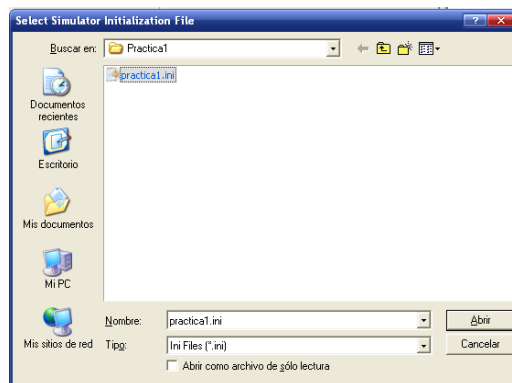 Select Simulator Initialization File
Buscar en:
Practica1
practica1.ini
Documentos
recientes
Escritorio
Mis documentos
Mi PC
Mis sitios de red
Nombre:
practica1.ini
Abrir
Tipo:
Ini Files (*.ini)
Cancelar
Abrir como archivo de sólo lectura